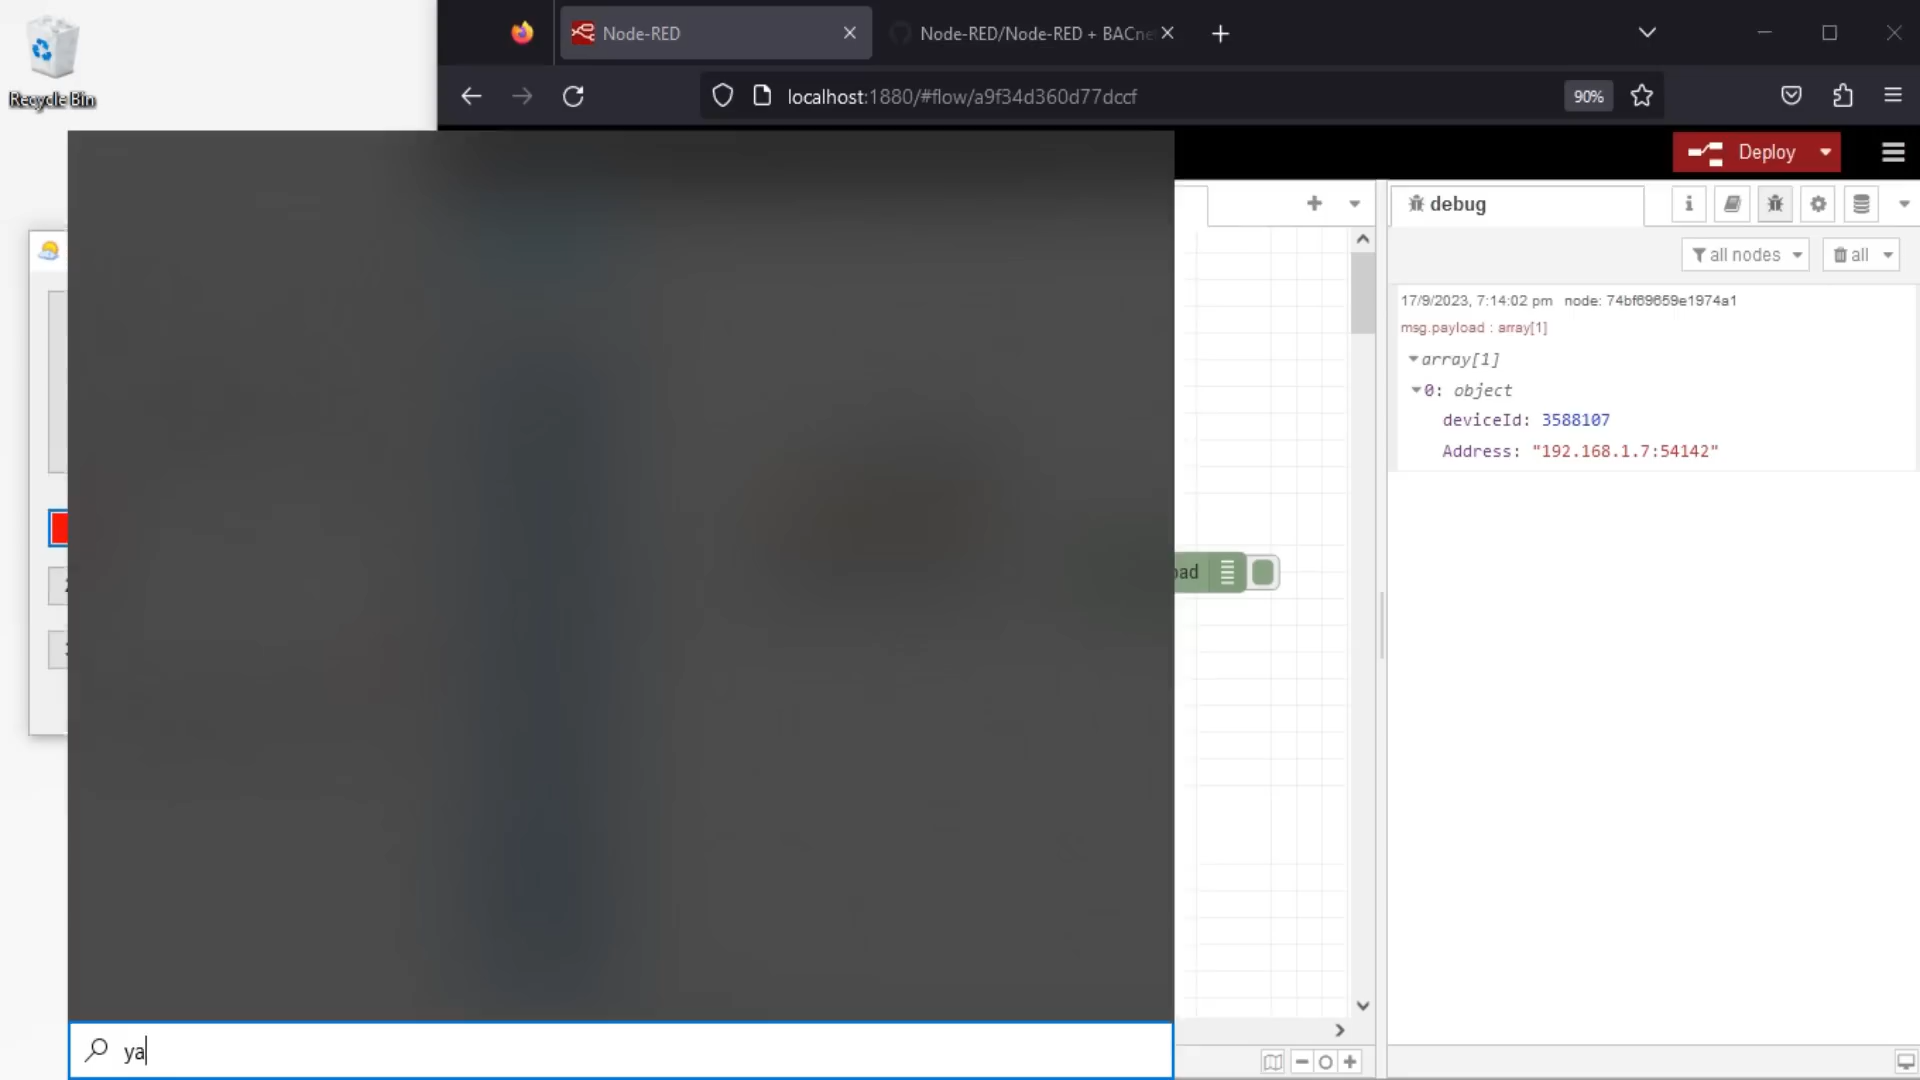 Recycle Bin
Node-RED
Node-RED/Node-RED + BACne
localhost:1880/#flow/a9f34d360d77dccf
90%
Deploy
debug
all nodes
all
17/9/2023, 7:14:02 pm node: 74bf69659e1974a1
msg.payload : array[1]
array[1]
0: object
deviceId: 3588107
Address: "192.168.1.7:54142"
oad
ya